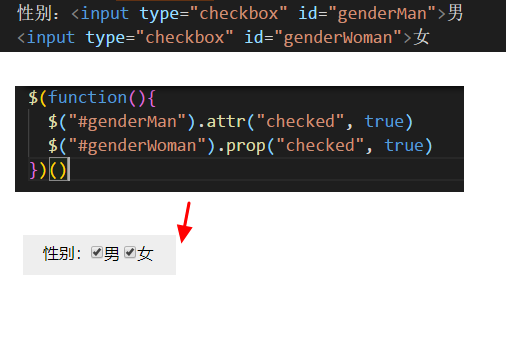 性别：<input type="checkbox" id="genderMan">男
<input type="checkbox" id="genderWoman">女
$(function(){
$("#genderMan").attr("checked", true)
$("#genderWoman").prop("checked", true)
})()
性别：男 女